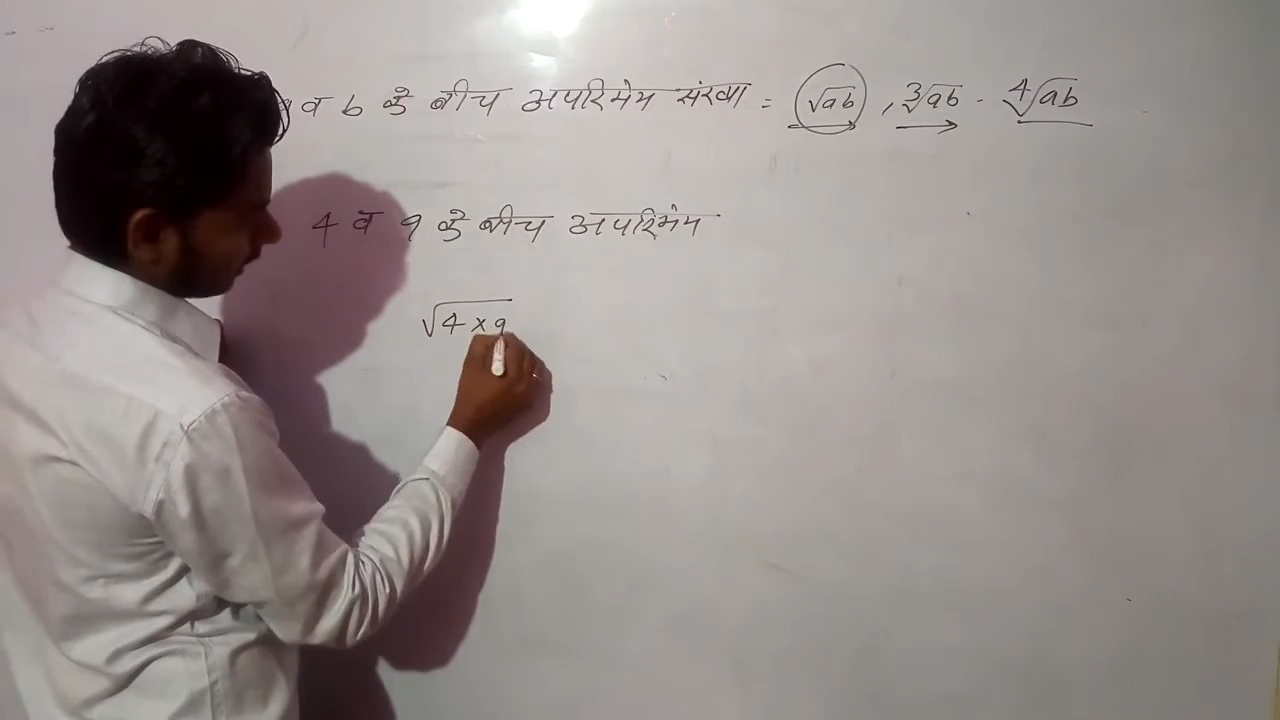 व b के बीच अपरिमेय संख्या = √ab , ∛ab - ∜ab
4 व 9 के बीच अपरिमेय
√4 × 9